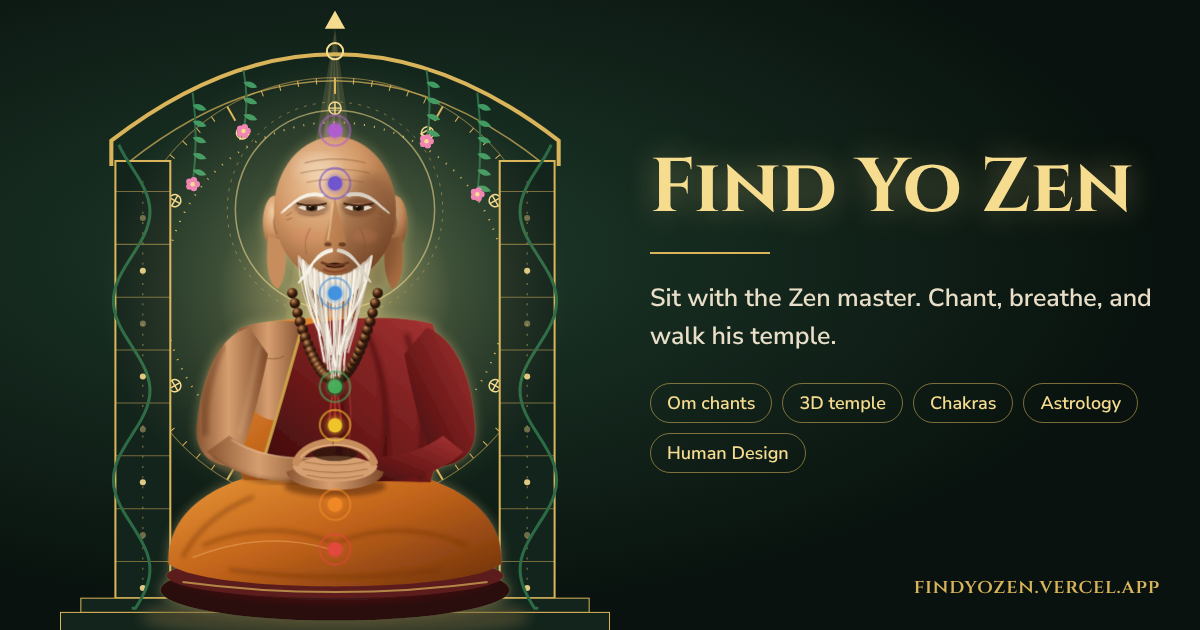 Find Yo Zen
Sit with the Zen master. Chant, breathe, and
walk his temple.
Om chants
3D temple
Chakras
Astrology
Human Design
FINDYOZEN.VERCEL.APP